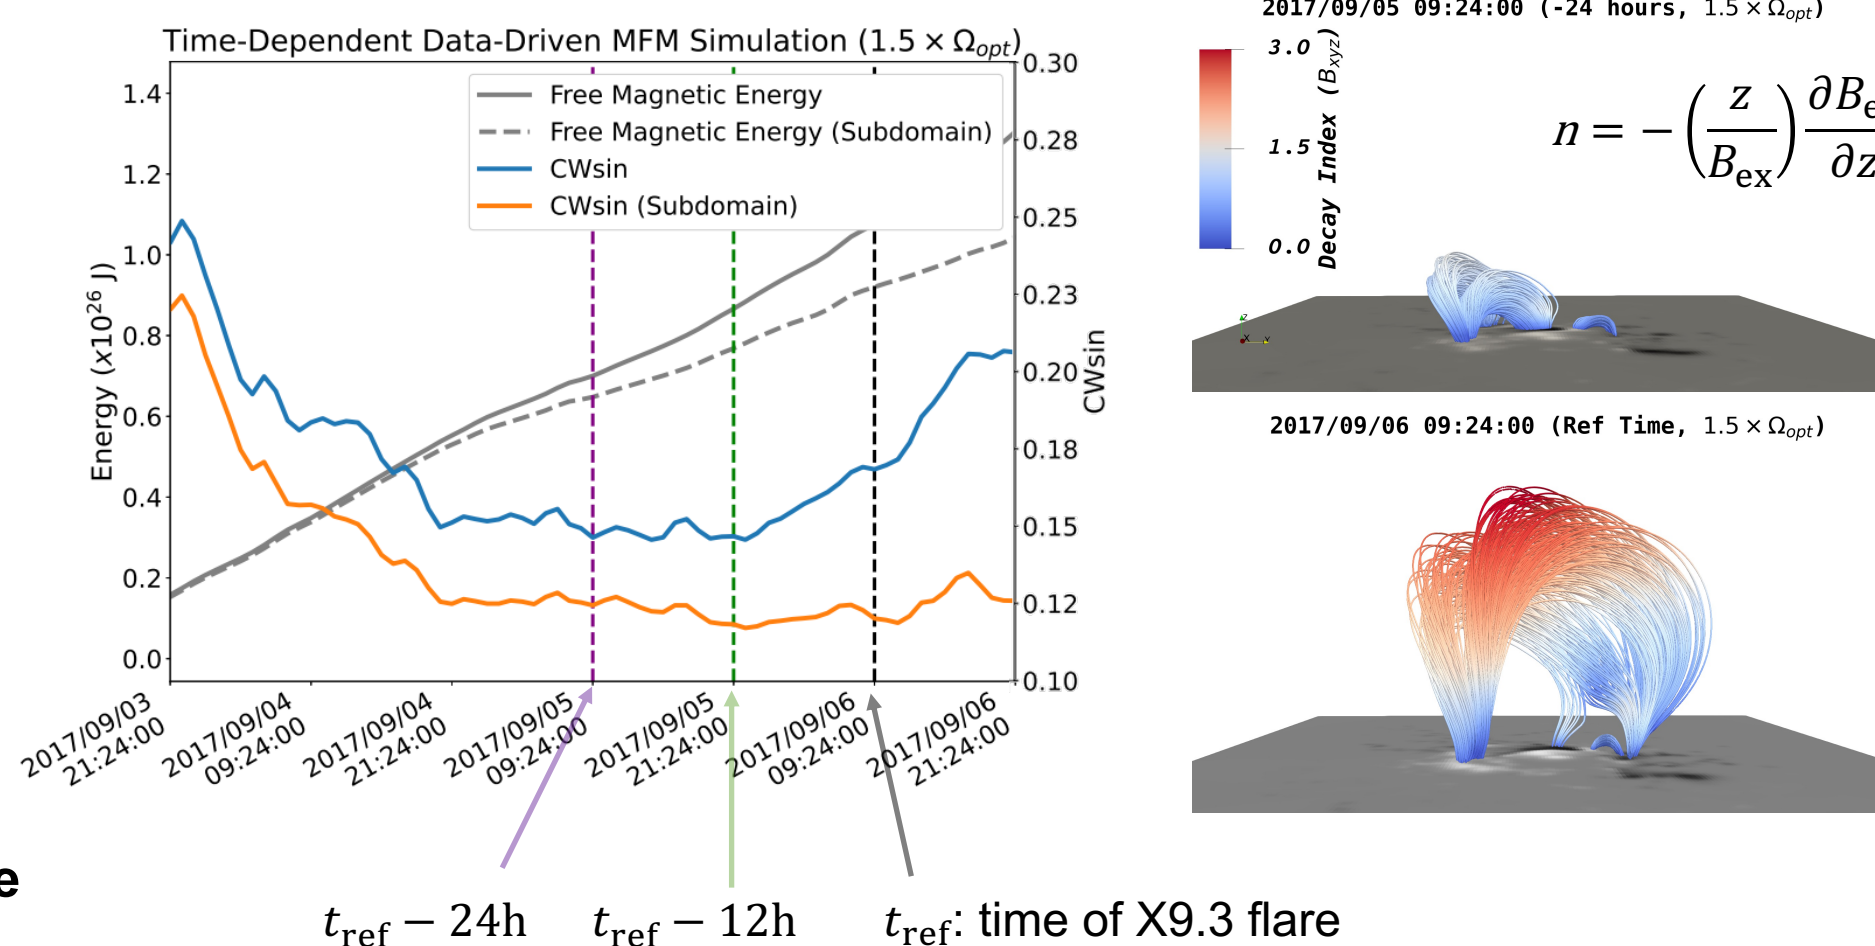 Time-Dependent Data-Driven MFM Simulation (1.5 × Ω_opt)
Free Magnetic Energy
Free Magnetic Energy (Subdomain)
CWsin
CWsin (Subdomain)
Energy (x10^26 J)
1.4
1.2
1.0
0.8
0.6
0.4
0.2
0.0
0.30
0.28
0.25
0.23
0.20
0.18
0.15
0.12
0.10
CWsin
2017/09/03
21:24:00
2017/09/04
09:24:00
2017/09/04
21:24:00
2017/09/05
09:24:00
2017/09/05
21:24:00
2017/09/06
09:24:00
2017/09/06
21:24:00
e
t_ref − 24h
t_ref − 12h
t_ref: time of X9.3 flare
2017/09/05 09:24:00 (-24 hours, 1.5 × Ω_opt)
3.0
1.5
0.0
Decay Index (B_xyz)
n = −(z/B_ex) ∂B_e/∂z
z
X
Y
2017/09/06 09:24:00 (Ref Time, 1.5 × Ω_opt)